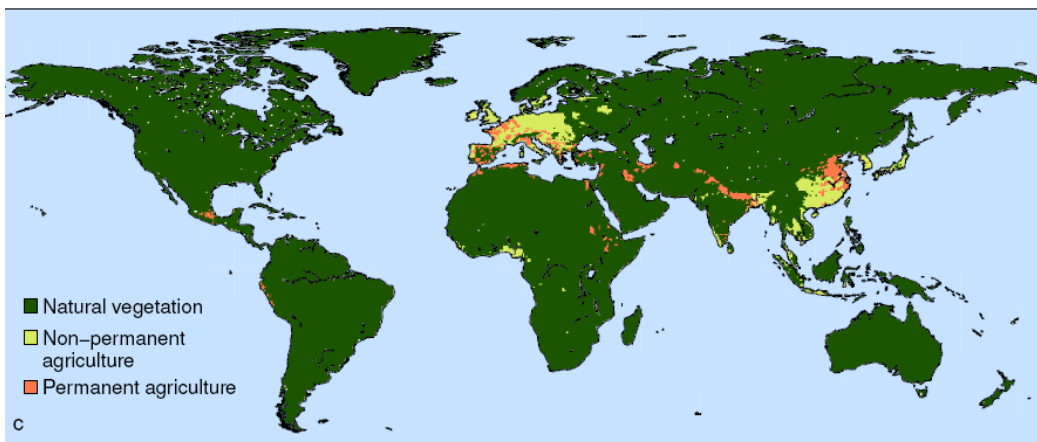 Natural vegetation
Non-permanent
agriculture
Permanent agriculture
c